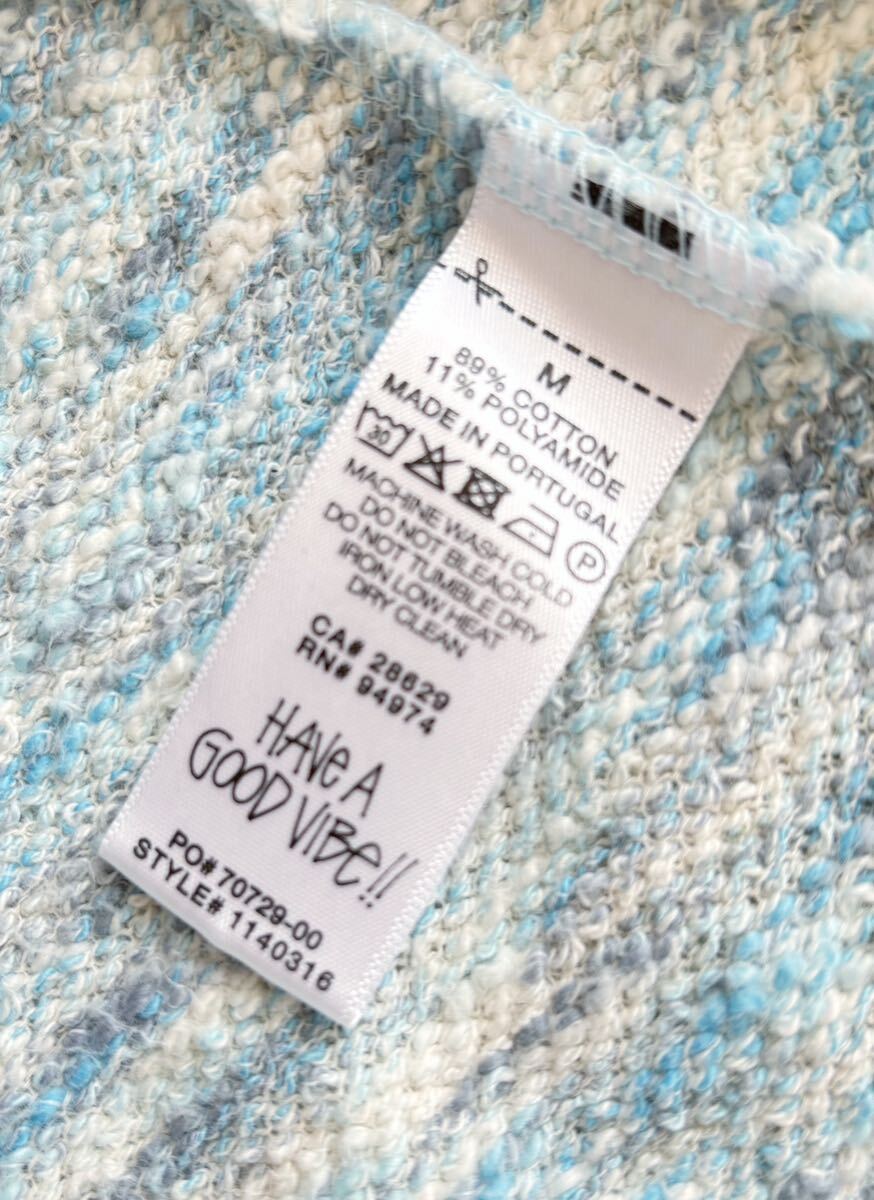 M
89% COTTON
11% POLYAMIDE
MADE IN PORTUGAL
30
P
MACHINE WASH COLD
DO NOT BLEACH
DO NOT TUMBLE DRY
IRON LOW HEAT
DRY CLEAN
CA# 28629
RN# 94974
HAVE A
GOOD VIBE!!
PO# 70729-00
STYLE# 1140316